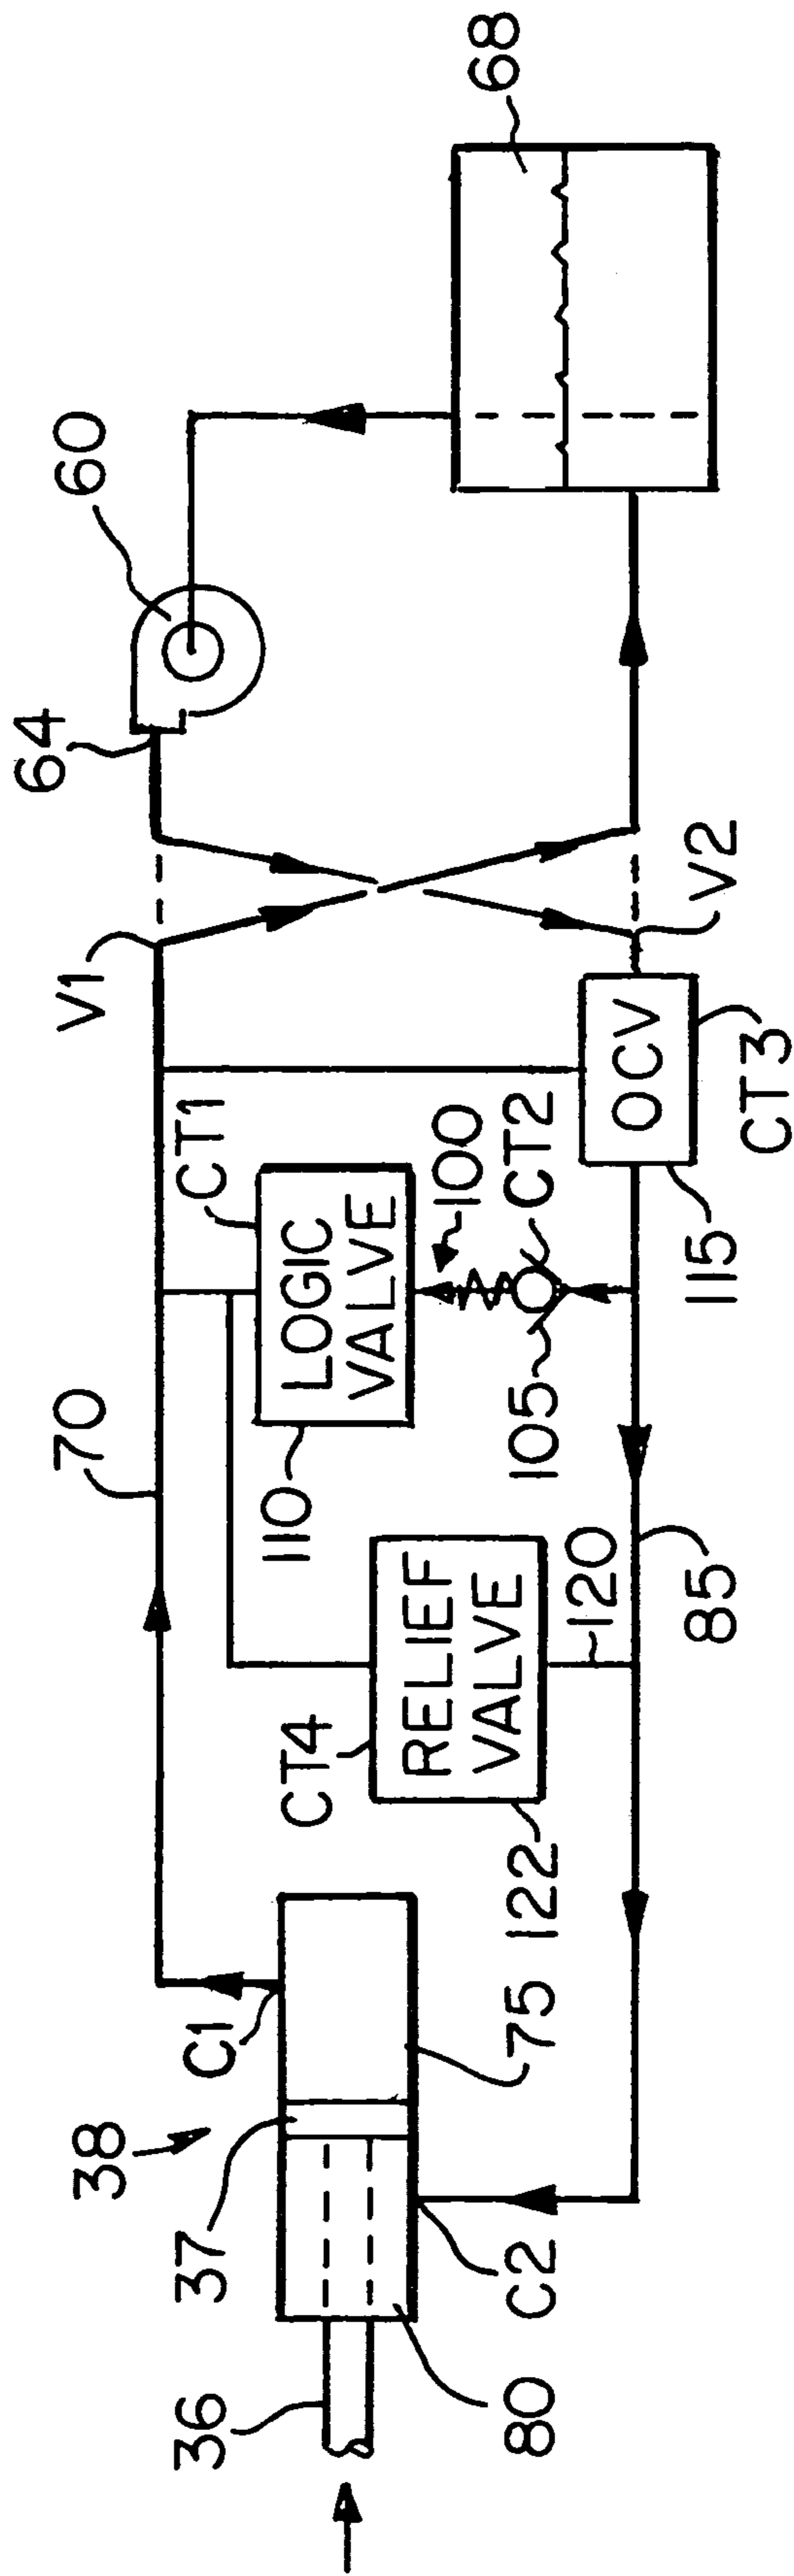 68
60
64
V1
V2
OCV
CT3
115
CT1
LOGIC
VALVE
100
CT2
105
110
70
RELIEF
VALVE
CT4
122
120
85
C1
38
37
75
C2
36
80